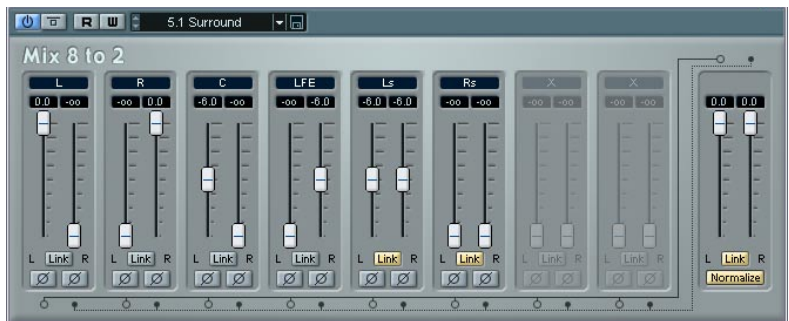 R W 5.1 Surround
Mix 8 to 2
L R C LFE Ls Rs X X
0.0 -oo -oo 0.0 -6.0 -oo -oo -6.0 -6.0 -6.0 -oo -oo -oo -oo -oo -oo 0.0 0.0
L Link R L Link R L Link R L Link R L Link R L Link R L Link R L Link R L Link R
Ø Ø Ø Ø Ø Ø Ø Ø Ø Ø Ø Ø Ø Ø Ø Ø Normalize